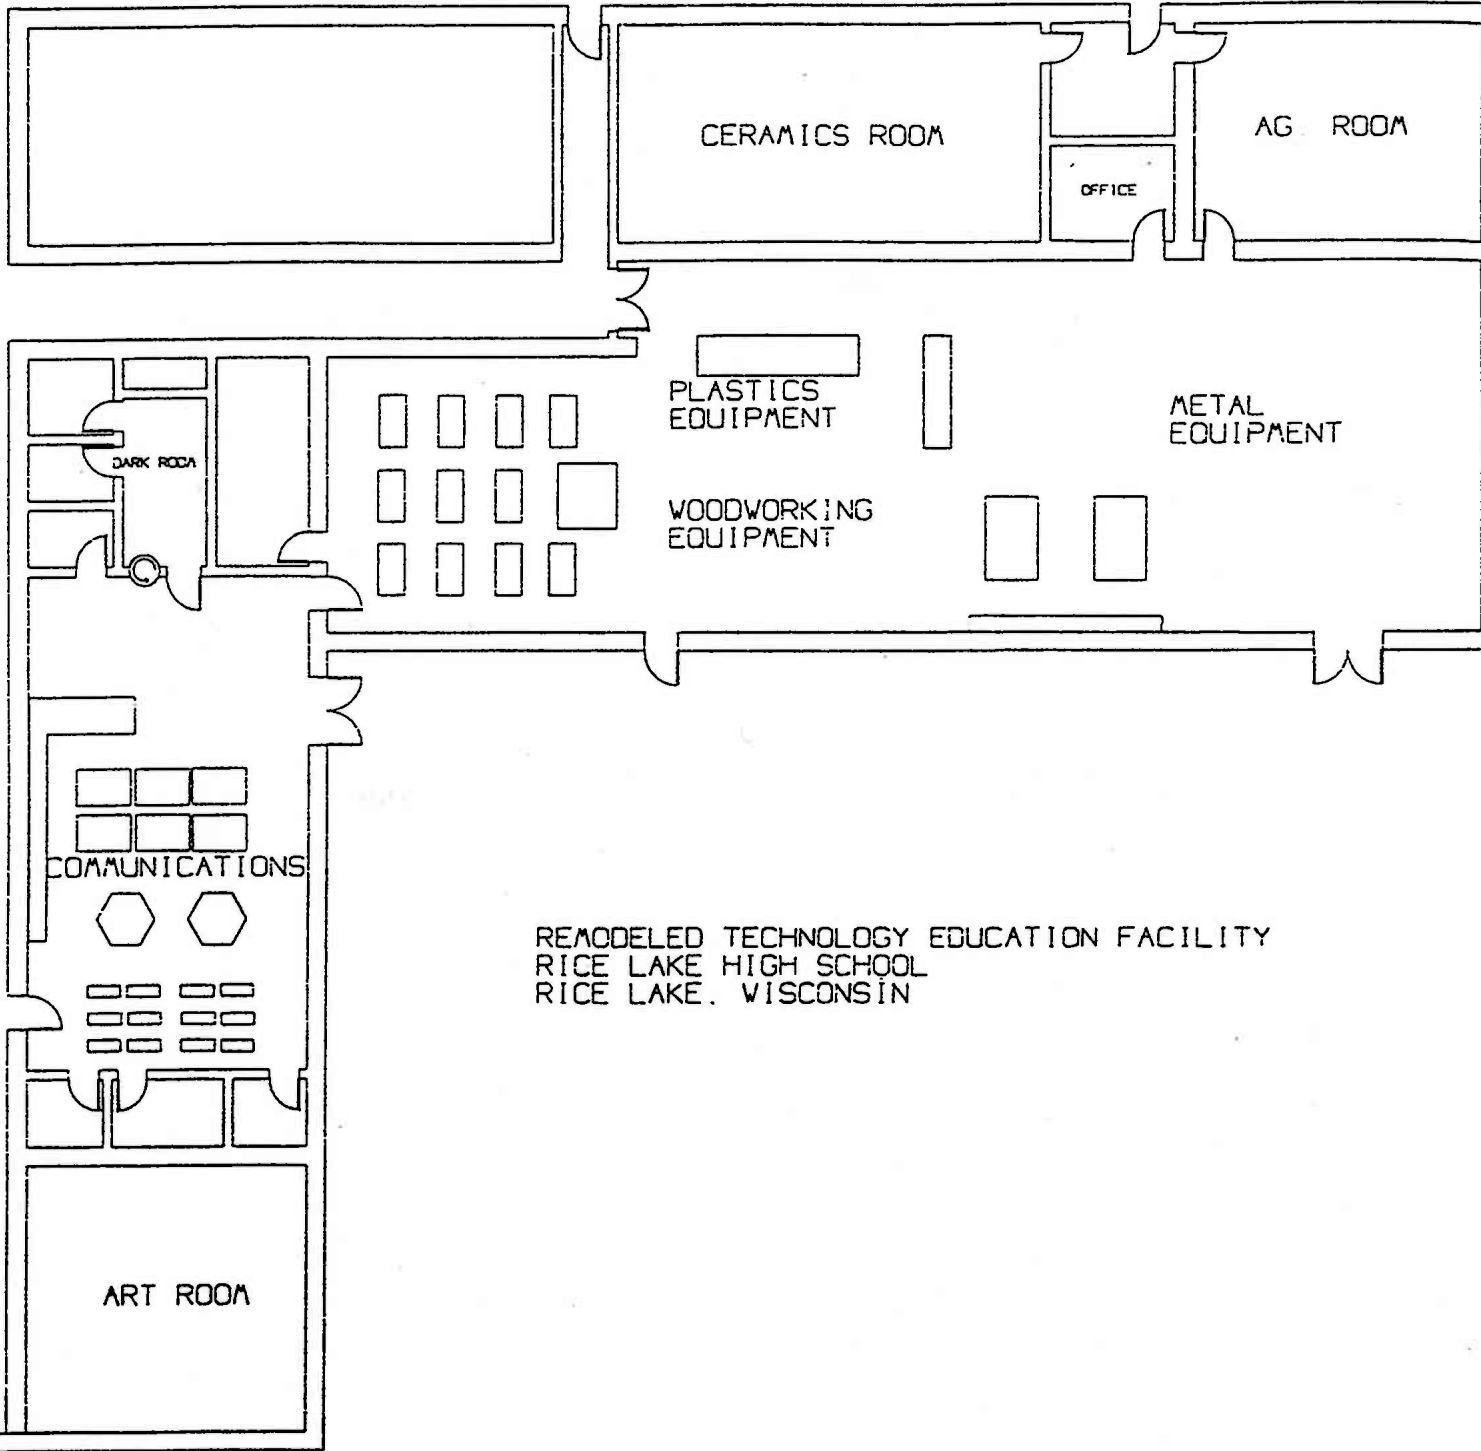 CERAMICS ROOM
AG ROOM
OFFICE
PLASTICS
EQUIPMENT
METAL
EQUIPMENT
DARK ROOM
WOODWORKING
EQUIPMENT
COMMUNICATIONS
REMODELED TECHNOLOGY EDUCATION FACILITY
RICE LAKE HIGH SCHOOL
RICE LAKE. WISCONSIN
ART ROOM